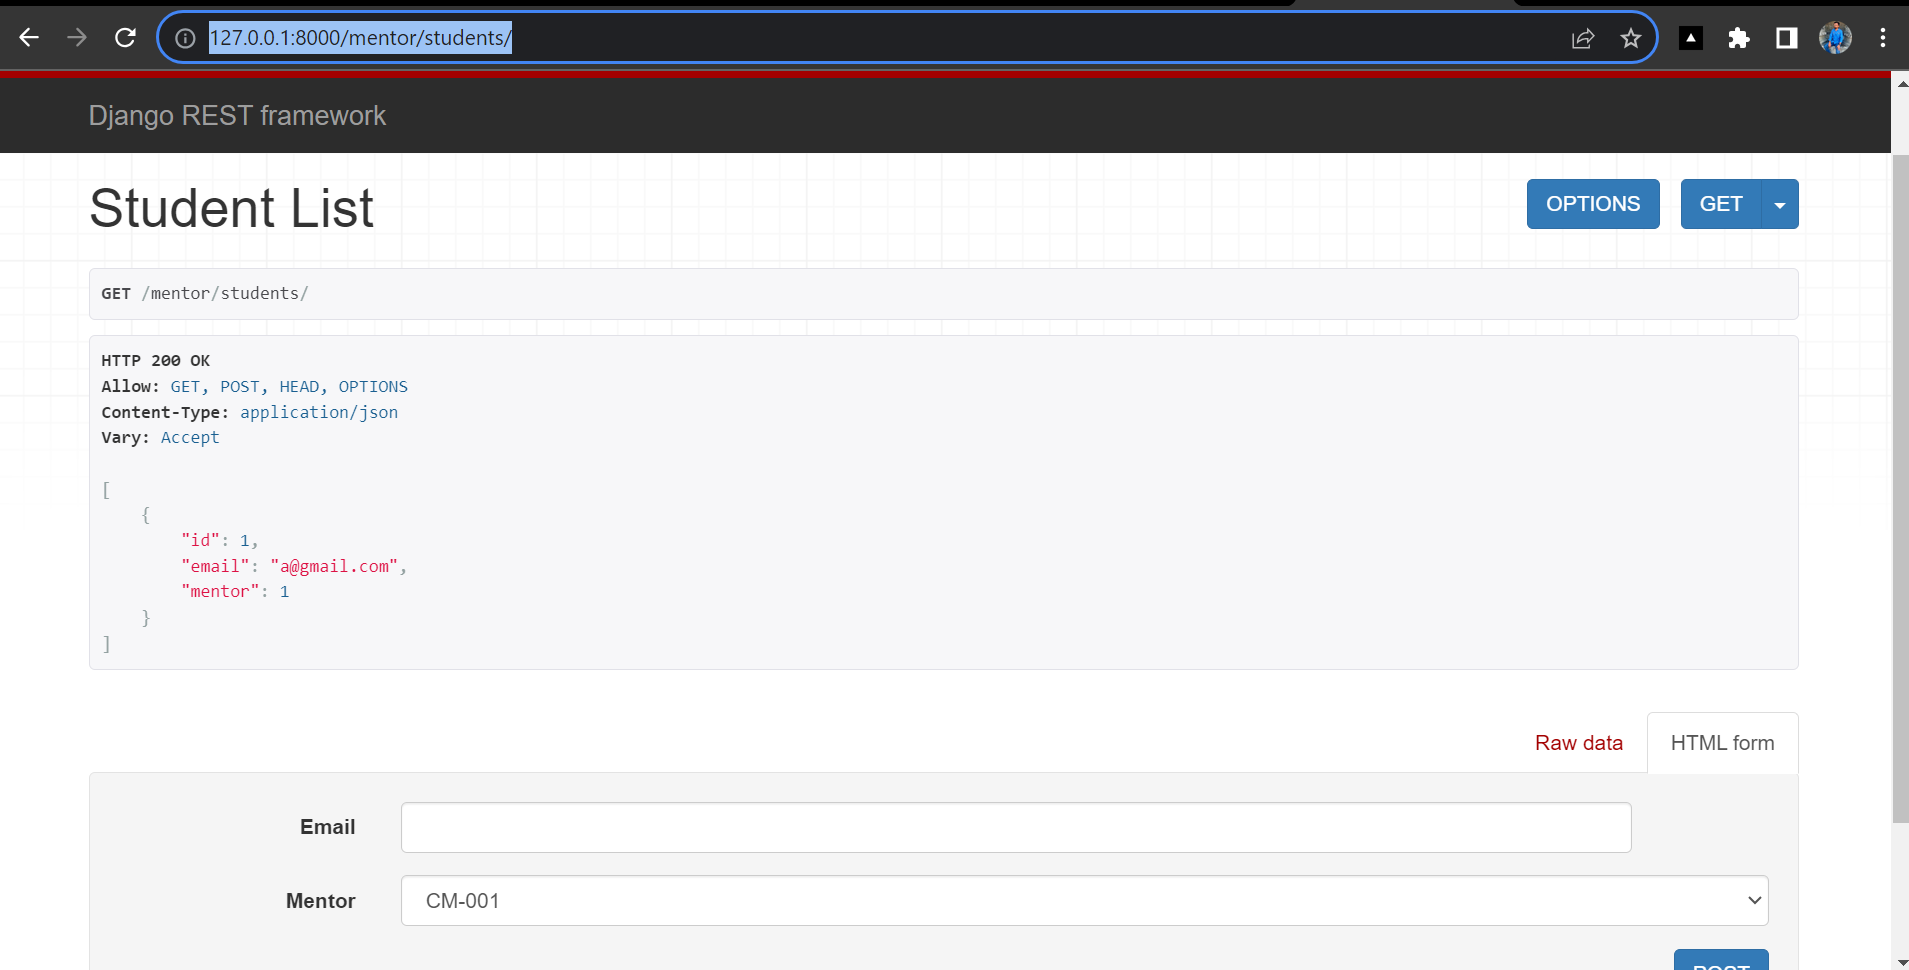 127.0.0.1:8000/mentor/students/
Django REST framework
Student List
OPTIONS
GET
GET /mentor/students/
HTTP 200 OK
Allow: GET, POST, HEAD, OPTIONS
Content-Type: application/json
Vary: Accept
[
    {
        "id": 1,
        "email": "a@gmail.com",
        "mentor": 1
    }
]
Raw data
HTML form
Email
Mentor
CM-001
POST